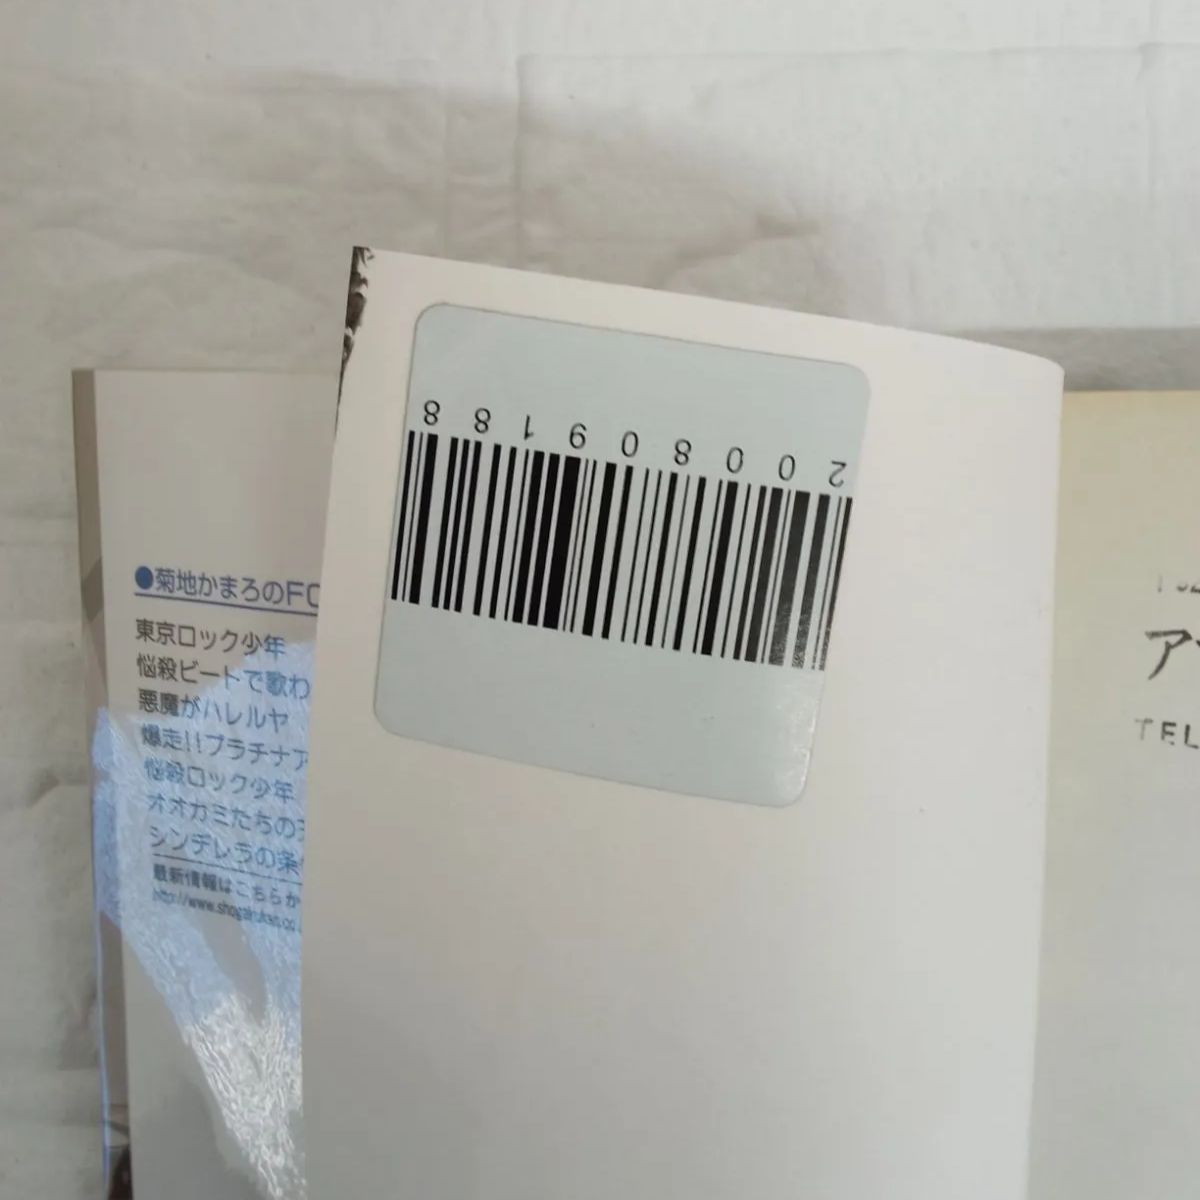 200809188
●菊地かまろのFC
東京ロック少年
悩殺ビートで歌わ
悪魔がハレルヤ
爆走!!プラチナア
悩殺ロック少年
オオカミたちの
シンデレラの条
最新情報はこちらか
http://www.shogakukan.co.
TEL